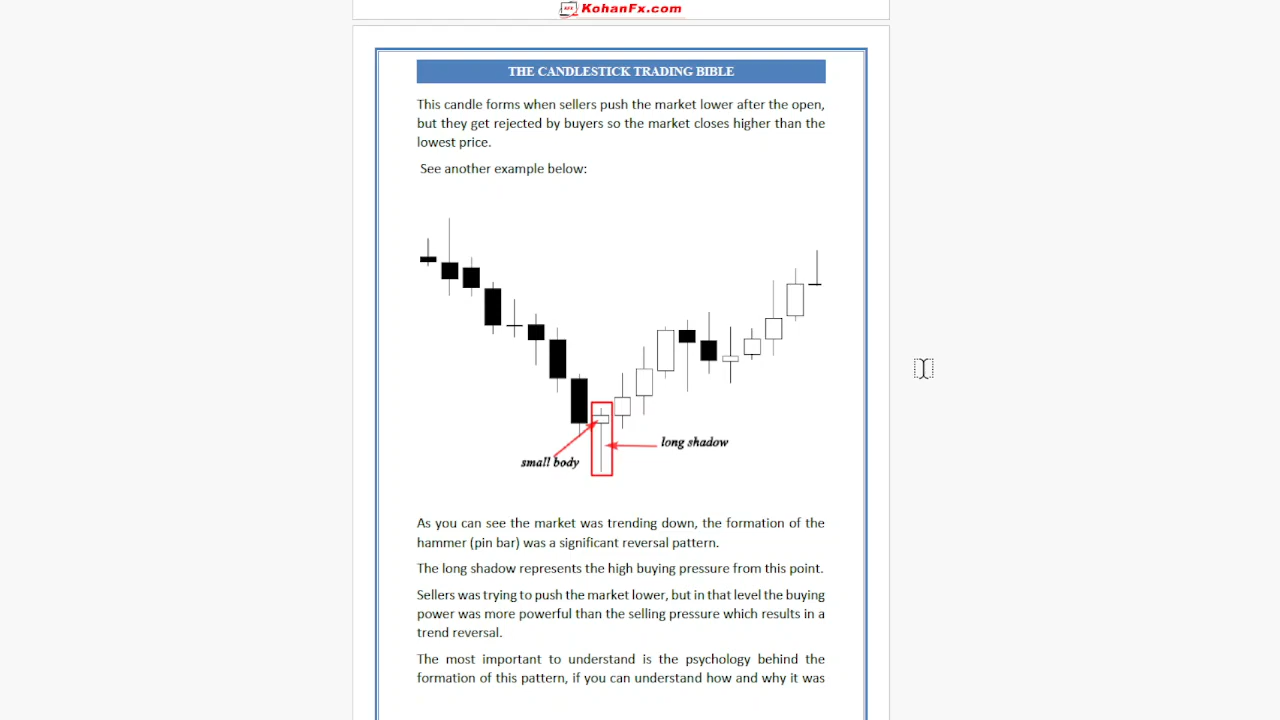 KohanFx.com
THE CANDLESTICK TRADING BIBLE
This candle forms when sellers push the market lower after the open,
but they get rejected by buyers so the market closes higher than the
lowest price.
See another example below:
long shadow
small body
As you can see the market was trending down, the formation of the
hammer (pin bar) was a significant reversal pattern.
The long shadow represents the high buying pressure from this point.
Sellers was trying to push the market lower, but in that level the buying
power was more powerful than the selling pressure which results in a
trend reversal.
The most important to understand is the psychology behind the
formation of this pattern, if you can understand how and why it was